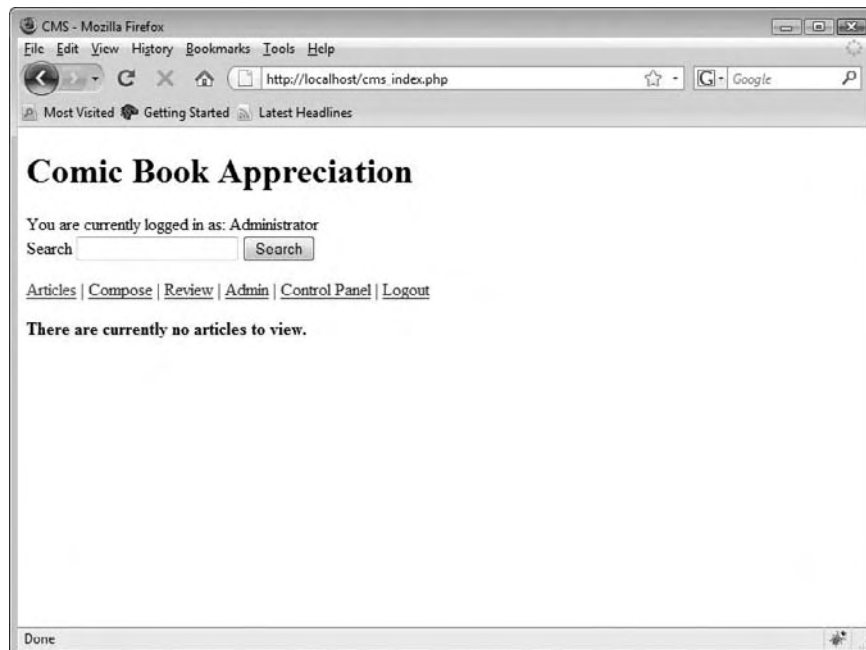 CMS - Mozilla Firefox
File Edit View History Bookmarks Tools Help
http://localhost/cms_index.php
G Google
Most Visited Getting Started Latest Headlines
Comic Book Appreciation
You are currently logged in as: Administrator
Search Search
Articles | Compose | Review | Admin | Control Panel | Logout
There are currently no articles to view.
Done